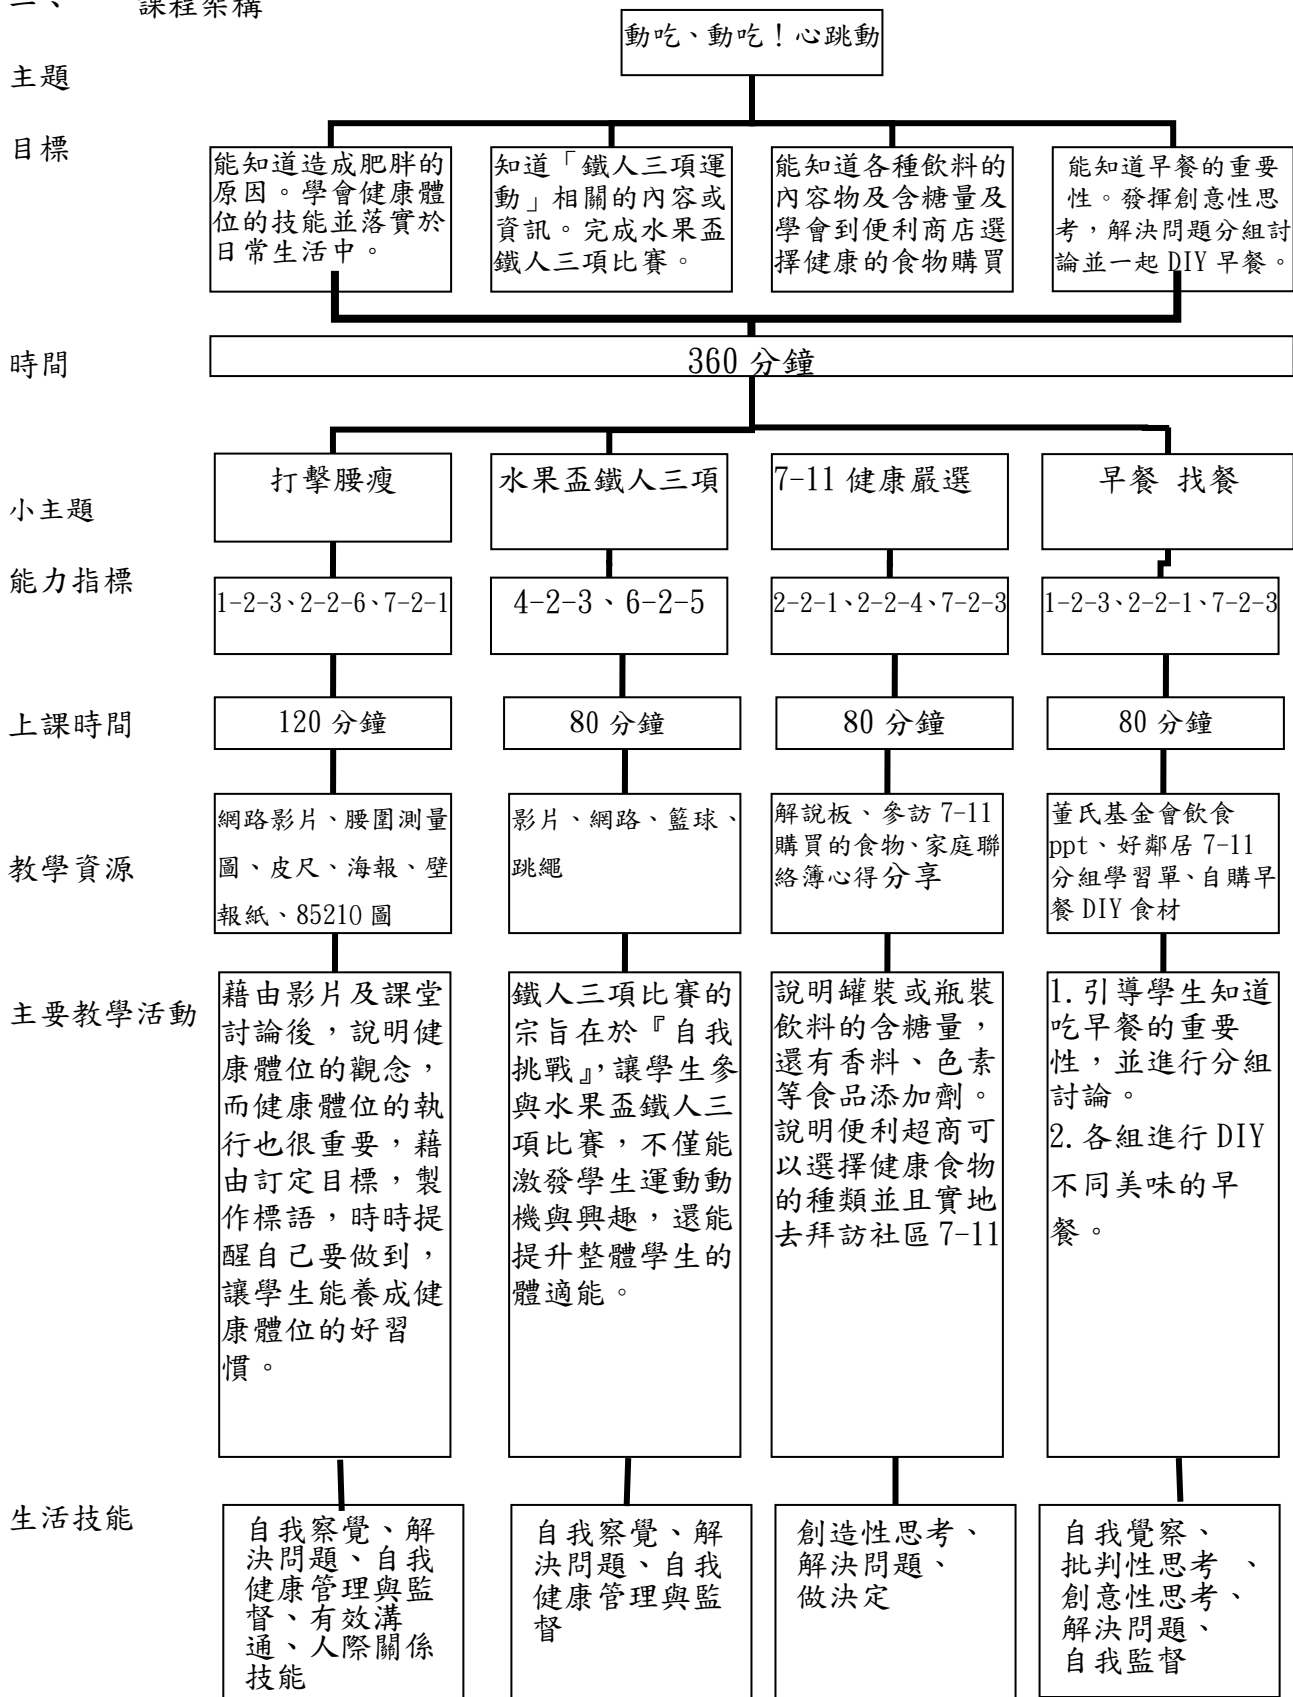 課程架構
動吃、動吃！心跳動
主題
目標
能知道造成肥胖的
原因。學會健康體
位的技能並落實於
日常生活中。
知道「鐵人三項運
動」相關的內容或
資訊。完成水果盃
鐵人三項比賽。
能知道各種飲料的
內容物及含糖量及
學會到便利商店選
擇健康的食物購買
能知道早餐的重要
性。發揮創意性思
考，解決問題分組討
論並一起 DIY 早餐。
時間
360 分鐘
小主題
打擊腰瘦
水果盃鐵人三項
7-11 健康嚴選
早餐 找餐
能力指標
1-2-3、2-2-6、7-2-1
4-2-3、6-2-5
2-2-1、2-2-4、7-2-3
1-2-3、2-2-1、7-2-3
上課時間
120 分鐘
80 分鐘
80 分鐘
80 分鐘
教學資源
網路影片、腰圍測量
圖、皮尺、海報、壁
報紙、85210 圖
影片、網路、籃球、
跳繩
解說板、參訪 7-11
購買的食物、家庭聯
絡簿心得分享
董氏基金會飲食
ppt、好鄰居 7-11
分組學習單、自購早
餐 DIY 食材
主要教學活動
藉由影片及課堂
討論後，說明健
康體位的觀念，
而健康體位的執
行也很重要，藉
由訂定目標，製
作標語，時時提
醒自己要做到，
讓學生能養成健
康體位的好習
慣。
鐵人三項比賽的
宗旨在於『自我
挑戰』，讓學生參
與水果盃鐵人三
項比賽，不僅能
激發學生運動動
機與興趣，還能
提升整體學生的
體適能。
說明罐裝或瓶裝
飲料的含糖量，
還有香料、色素
等食品添加劑。
說明便利超商可
以選擇健康食物
的種類並且實地
去拜訪社區 7-11
1. 引導學生知道
吃早餐的重要
性，並進行分組
討論。
2. 各組進行 DIY
不同美味的早
餐。
生活技能
自我察覺、解
決問題、自我
健康管理與監
督、有效溝
通、人際關係
技能
自我察覺、解
決問題、自我
健康管理與監
督
創造性思考、
解決問題、
做決定
自我覺察、
批判性思考 、
創意性思考、
解決問題、
自我監督